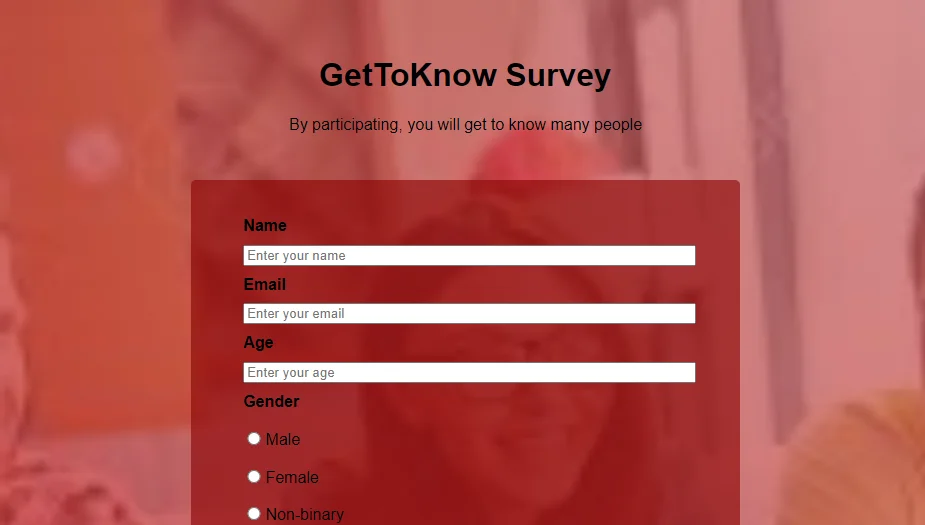 GetToKnow Survey
By participating, you will get to know many people
Name
Enter your name
Email
Enter your email
Age
Enter your age
Gender
Male
Female
Non-binary